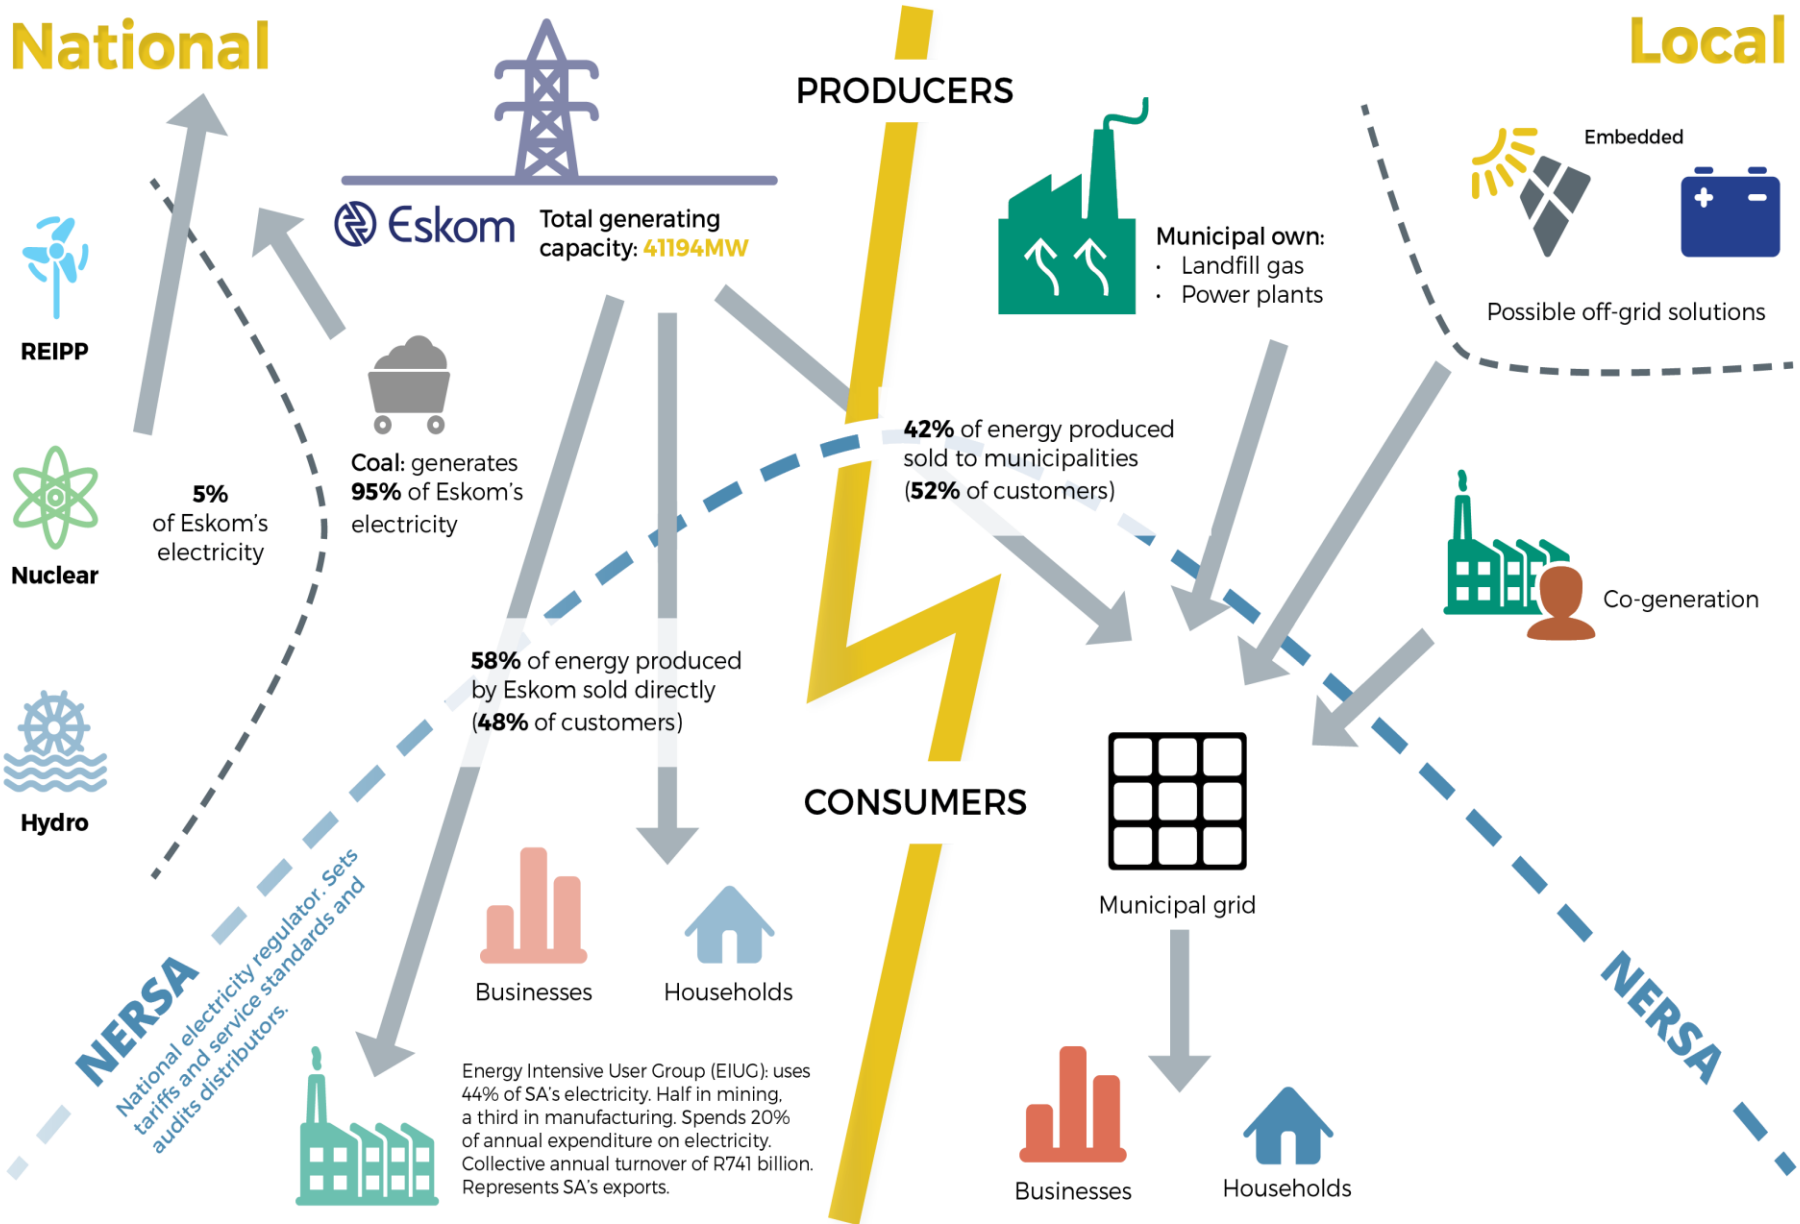 National
PRODUCERS
Local
Embedded
Eskom
Total generating
capacity: 41194MW
Municipal own:
· Landfill gas
· Power plants
Possible off-grid solutions
REIPP
Coal: generates
95% of Eskom's
electricity
5%
of Eskom's
electricity
Nuclear
42% of energy produced
sold to municipalities
(52% of customers)
Co-generation
58% of energy produced
by Eskom sold directly
(48% of customers)
Hydro
CONSUMERS
Municipal grid
NERSA
National electricity regulator. Sets
tariffs and service standards and
audits distributors.
Businesses
Households
NERSA
Energy Intensive User Group (EIUG): uses
44% of SA's electricity. Half in mining,
a third in manufacturing. Spends 20%
of annual expenditure on electricity.
Collective annual turnover of R741 billion.
Represents SA's exports.
Businesses
Households